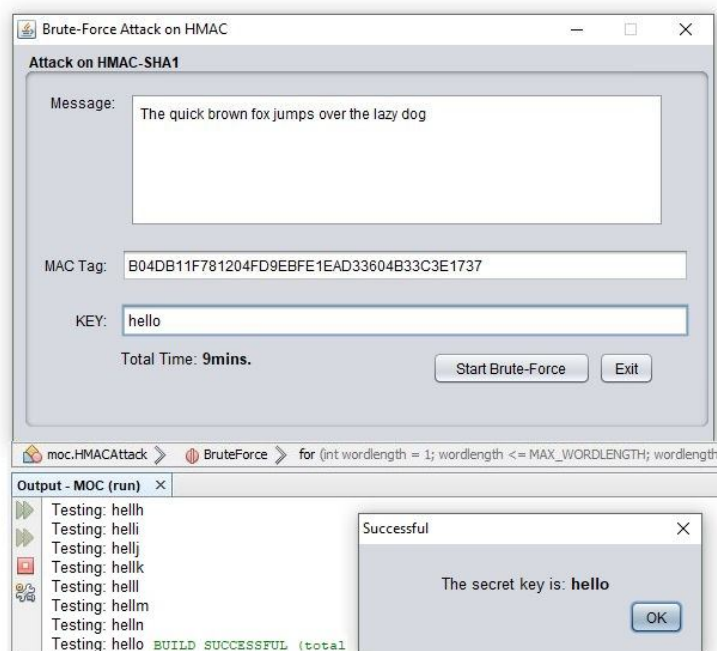 Brute-Force Attack on HMAC
Attack on HMAC-SHA1
Message:
The quick brown fox jumps over the lazy dog
MAC Tag:
B04DB11F781204FD9EBFE1EAD33604B33C3E1737
KEY:
hello
Total Time: 9mins.
Start Brute-Force
Exit
moc.HMACAttack
BruteForce
for (int wordlength = 1; wordlength <= MAX_WORDLENGTH; wordlength
Output - MOC (run)
Testing: hellh
Testing: helli
Testing: hellj
Testing: hellk
Testing: helll
Testing: hellm
Testing: helln
Testing: hello BUILD SUCCESSFUL (total
Successful
The secret key is: hello
OK